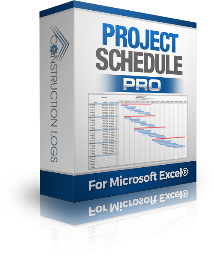 PROJECT
SCHEDULE
PRO
CONSTRUCTION LOGS
For Microsoft Excel®